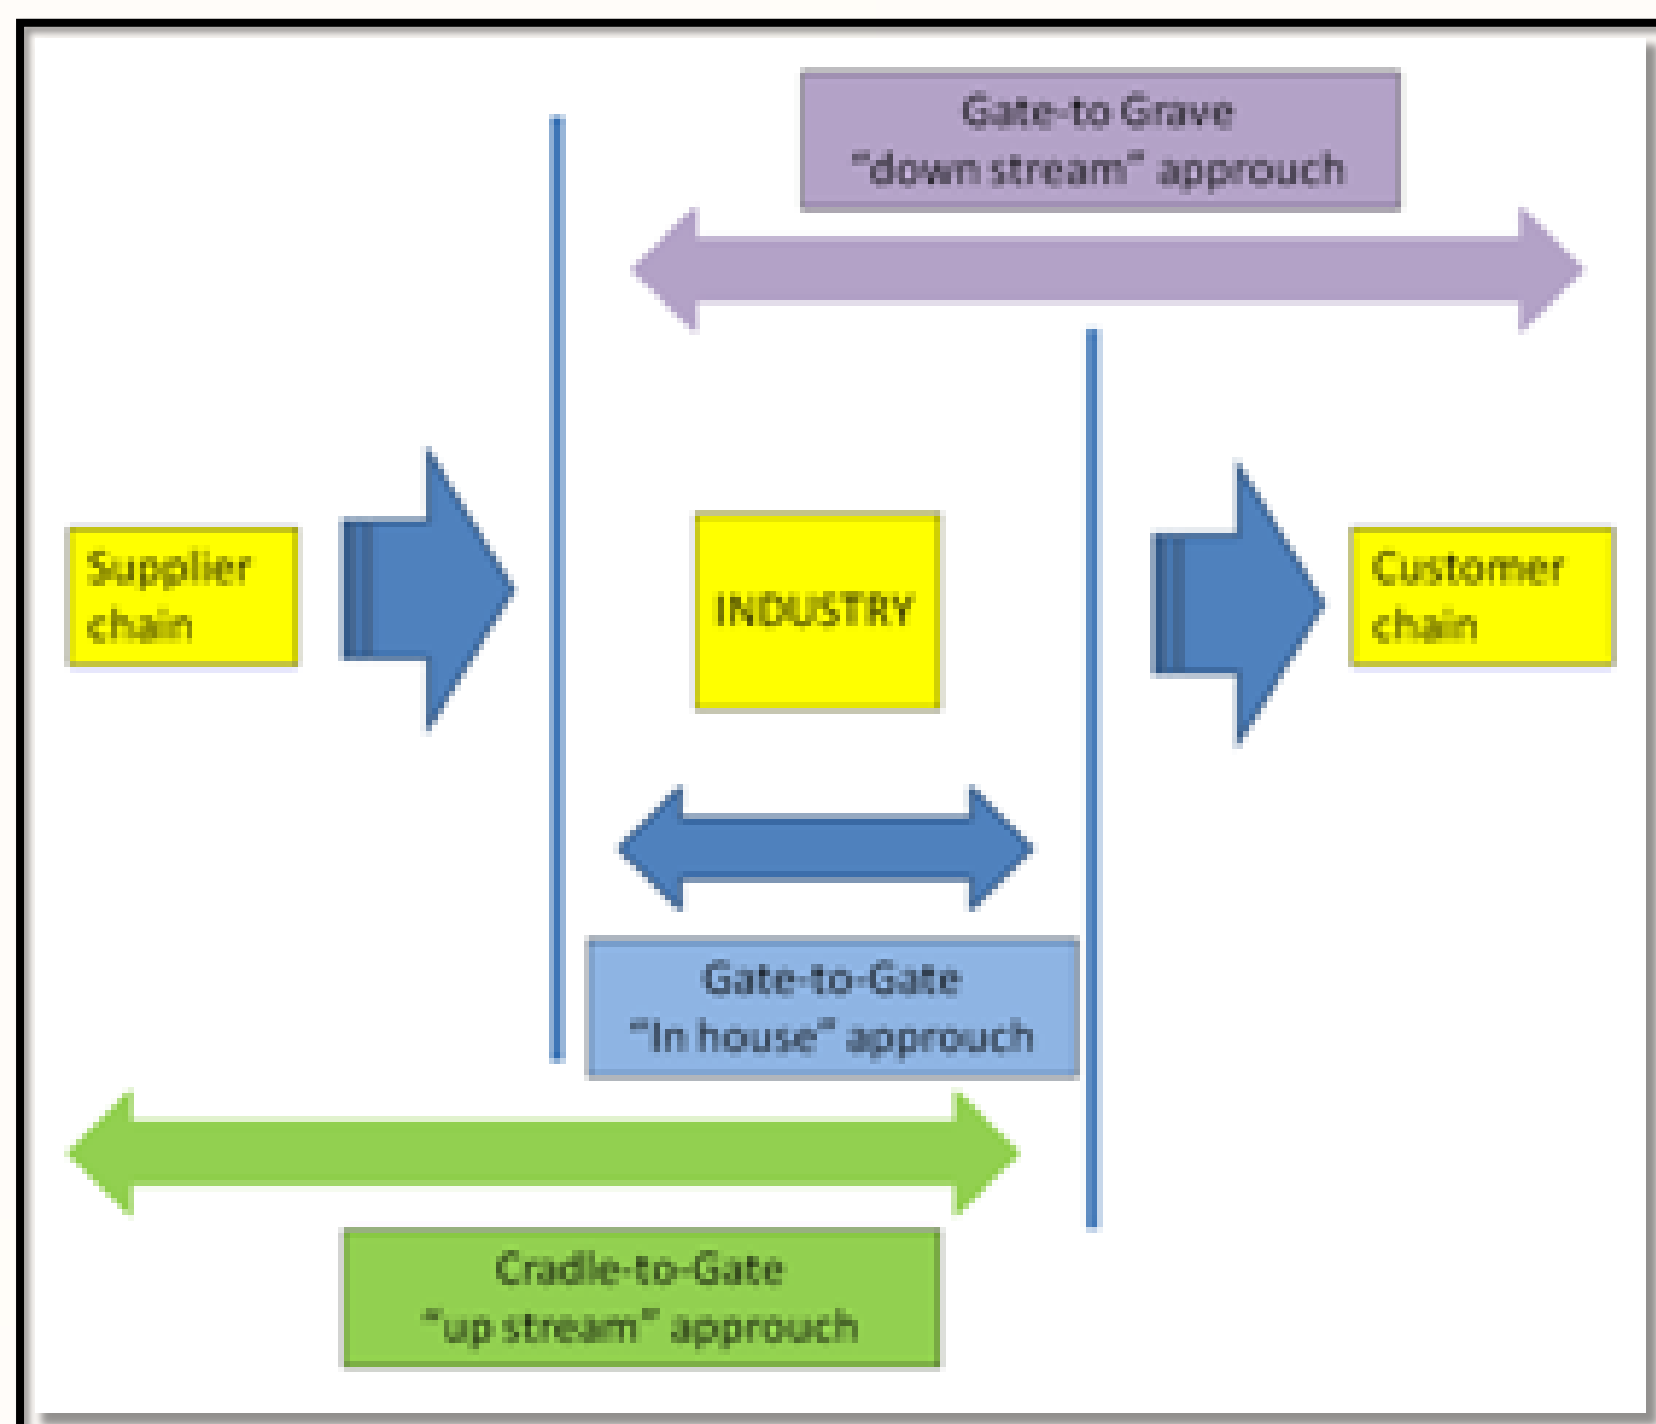 Gate-to Grave
"down stream" approuch
Supplier
chain
INDUSTRY
Customer
chain
Gate-to-Gate
"In house" approuch
Cradle-to-Gate
"up stream" approuch